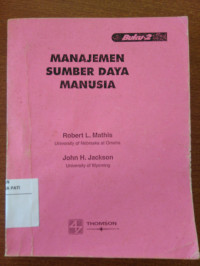 Buku-2
MANAJEMEN
SUMBER DAYA
MANUSIA
Robert L. Mathis
University of Nebraska at Omaha
John H. Jackson
University of Wyoming
THOMSON